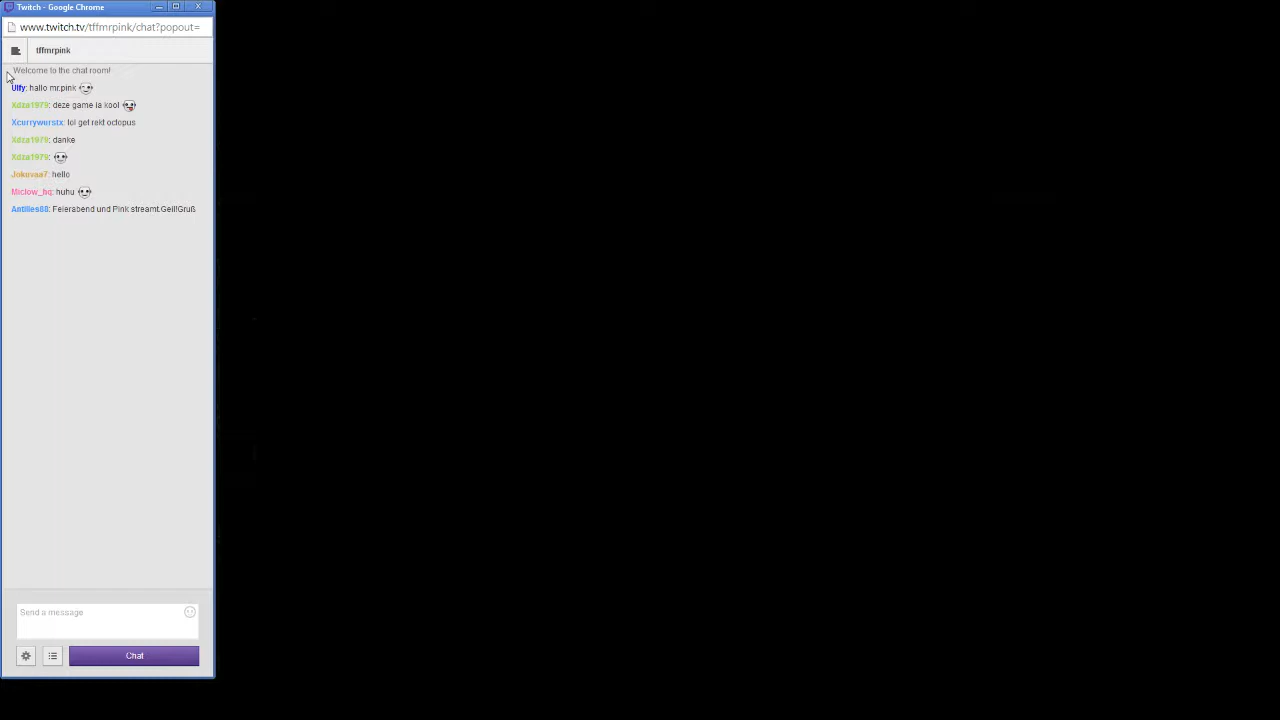 Twitch - Google Chrome
www.twitch.tv/tffmrpink/chat?popout=
tffmrpink
Welcome to the chat room!
Ulfy: hallo mr.pink
Xdza1979: deze game ia kool
Xcurrywurstx: lol get rekt octopus
Xdza1979: danke
Xdza1979:
Jokovaa7: hello
Miclow_hq: huhu
Antilles88: Feierabend und Pink streamt.Geil!Gruß
Send a message
Chat